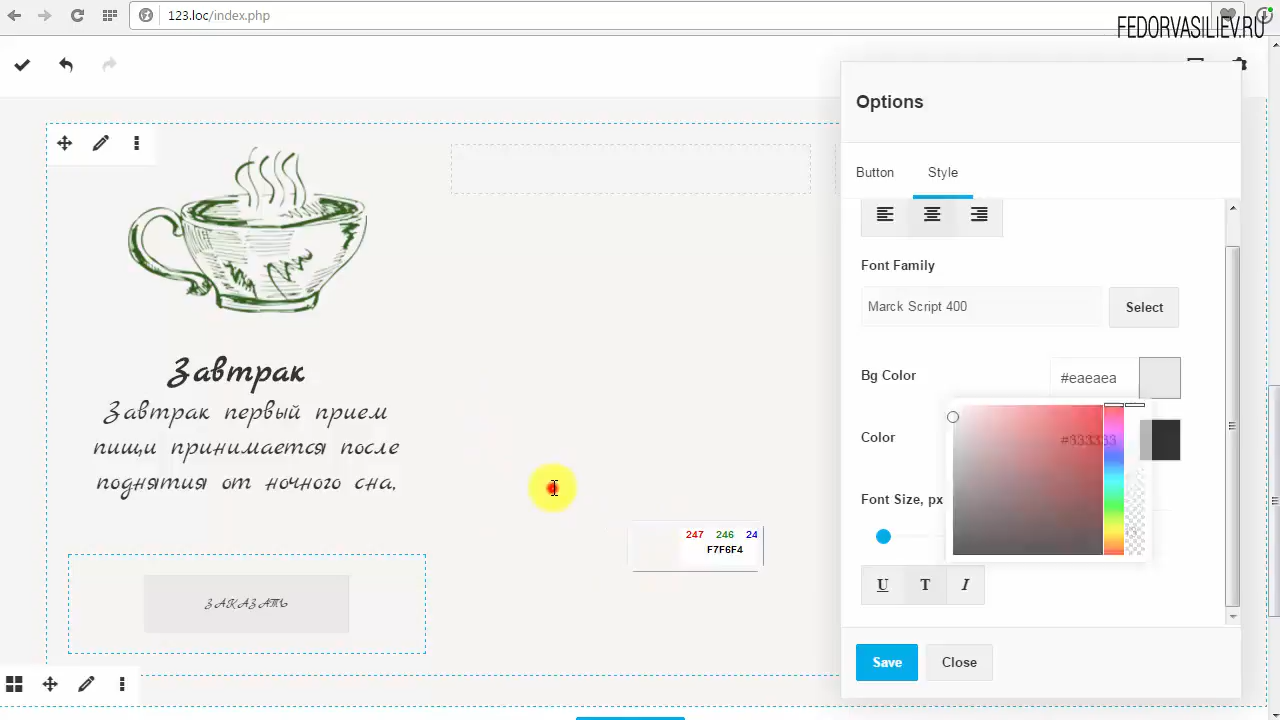 123.loc/index.php
FEDORVASILIEV.RU
Options
Button Style
Font Family
Marck Script 400 Select
Bg Color #eaeaea
Color #333333
Font Size, px
U T I
Save Close
Завтрак
Завтрак первый прием
пищи принимается после
поднятия от ночного сна.
247 246 24
F7F6F4
ЗАКАЗАТЬ